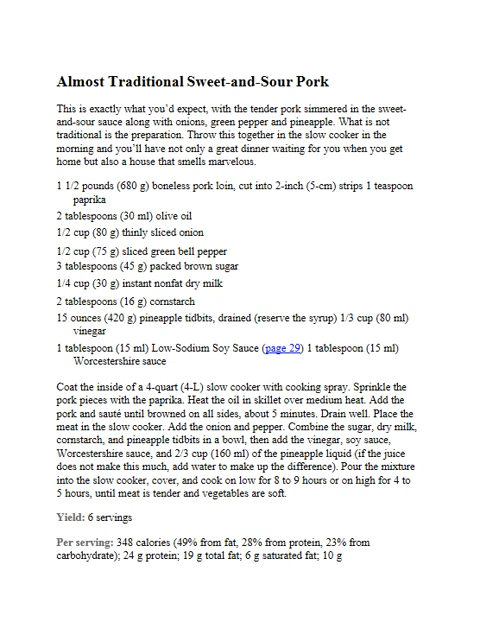 Almost Traditional Sweet-and-Sour Pork
This is exactly what you'd expect, with the tender pork simmered in the sweet-
and-sour sauce along with onions, green pepper and pineapple. What is not
traditional is the preparation. Throw this together in the slow cooker in the
morning and you'll have not only a great dinner waiting for you when you get
home but also a house that smells marvelous.
1 1/2 pounds (680 g) boneless pork loin, cut into 2-inch (5-cm) strips 1 teaspoon
paprika
2 tablespoons (30 ml) olive oil
1/2 cup (80 g) thinly sliced onion
1/2 cup (75 g) sliced green bell pepper
3 tablespoons (45 g) packed brown sugar
1/4 cup (30 g) instant nonfat dry milk
2 tablespoons (16 g) cornstarch
15 ounces (420 g) pineapple tidbits, drained (reserve the syrup) 1/3 cup (80 ml)
vinegar
1 tablespoon (15 ml) Low-Sodium Soy Sauce (page 29) 1 tablespoon (15 ml)
Worcestershire sauce
Coat the inside of a 4-quart (4-L) slow cooker with cooking spray. Sprinkle the
pork pieces with the paprika. Heat the oil in skillet over medium heat. Add the
pork and sauté until browned on all sides, about 5 minutes. Drain well. Place the
meat in the slow cooker. Add the onion and pepper. Combine the sugar, dry milk,
cornstarch, and pineapple tidbits in a bowl, then add the vinegar, soy sauce,
Worcestershire sauce, and 2/3 cup (160 ml) of the pineapple liquid (if the juice
does not make this much, add water to make up the difference). Pour the mixture
into the slow cooker, cover, and cook on low for 8 to 9 hours or on high for 4 to
5 hours, until meat is tender and vegetables are soft.
Yield: 6 servings
Per serving: 348 calories (49% from fat, 28% from protein, 23% from
carbohydrate); 24 g protein; 19 g total fat; 6 g saturated fat; 10 g